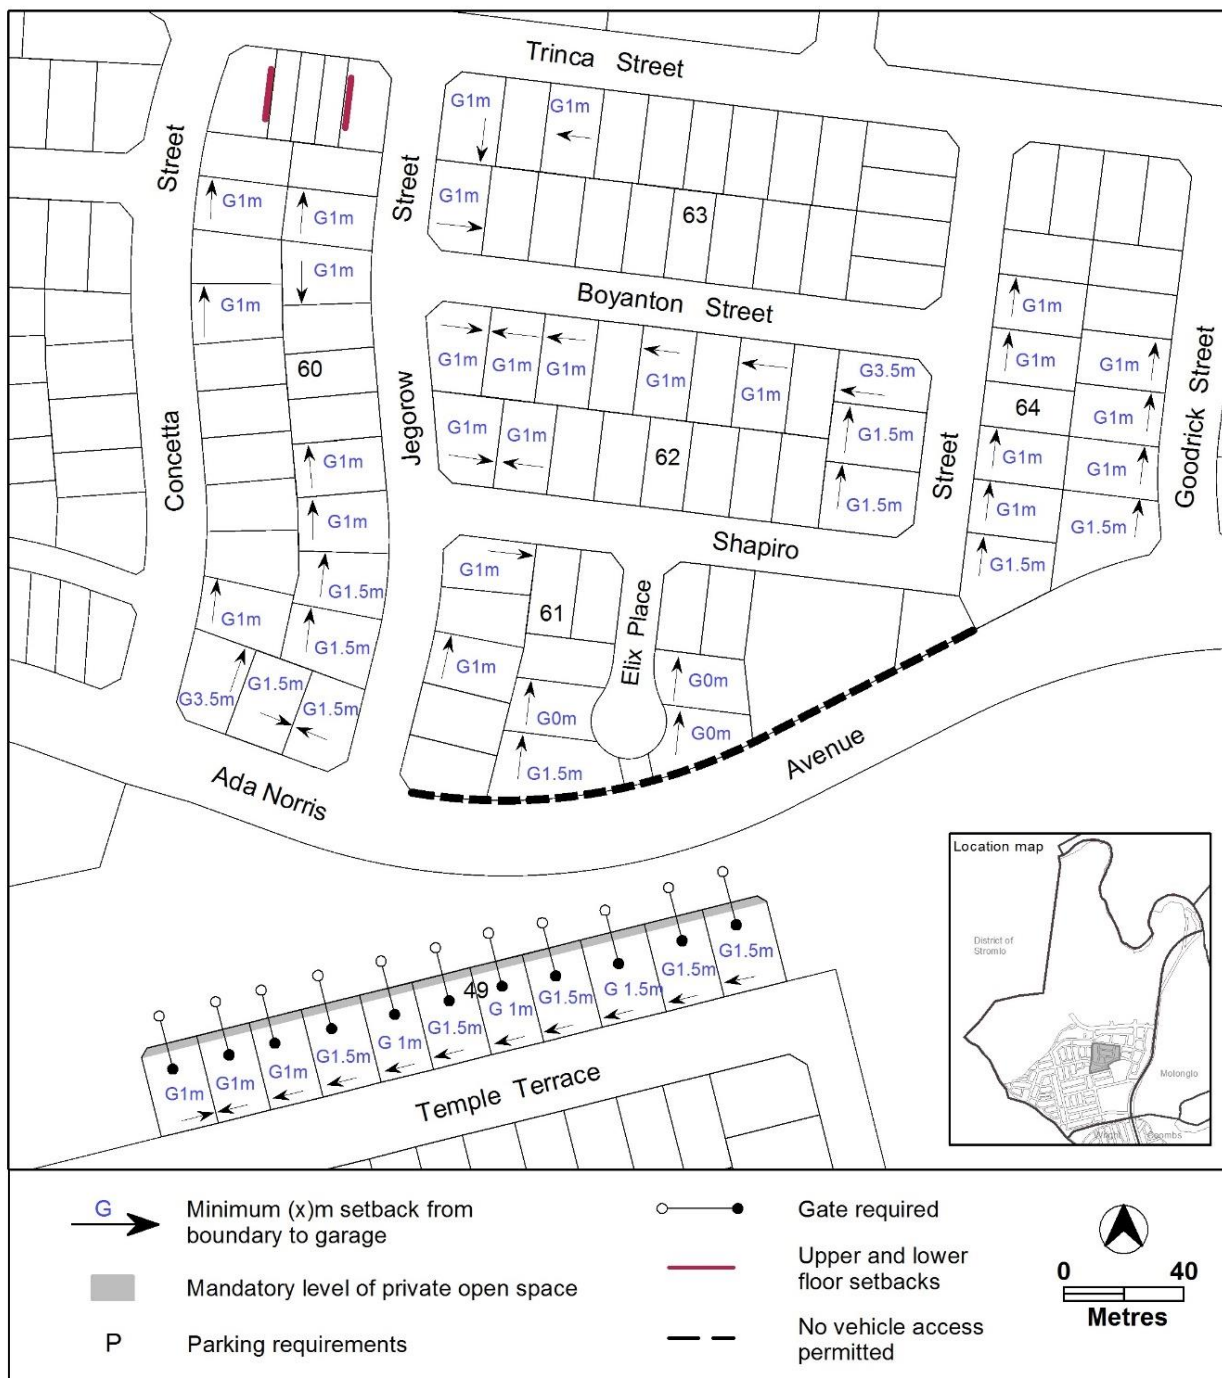 Trinca Street
G1m
G1m
Street
Street
G1m
G1m
G1m
63
G1m
G1m
Boyanton Street
G1m
G1m
G1m
G1m
G1m
G1m
G1m
G3.5m
G1m
G1m
60
64
Concetta
Jegorow
Goodrick Street
G1m
G1m
G1m
62
G1.5m
Street
G1m
G1m
G1m
G1m
G1.5m
G1m
G1.5m
Shapiro
G1m
G1.5m
G1.5m
G1m
61
Elix Place
G1m
G1.5m
G1m
G0m
G3.5m
G1.5m
G1.5m
G0m
G0m
G1.5m
Ada Norris
Avenue
Location map
District of
Stromlo
Molonglo
Wright
Coombs
49
G1m
G1m
G1m
G1.5m
G 1m
G1.5m
G 1m
G1.5m
G 1.5m
G1.5m
G1.5m
Temple Terrace
G
Minimum (x)m setback from
boundary to garage
Mandatory level of private open space
P
Parking requirements
Gate required
Upper and lower
floor setbacks
No vehicle access
permitted
0 40
Metres